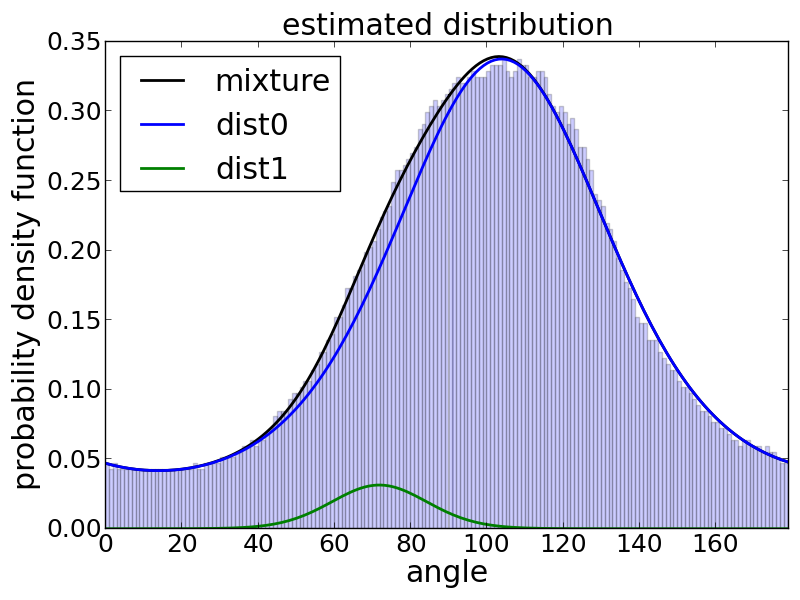 estimated distribution
probability density function
0.35
0.30
0.25
0.20
0.15
0.10
0.05
0.00
mixture
dist0
dist1
0 20 40 60 80 100 120 140 160
angle